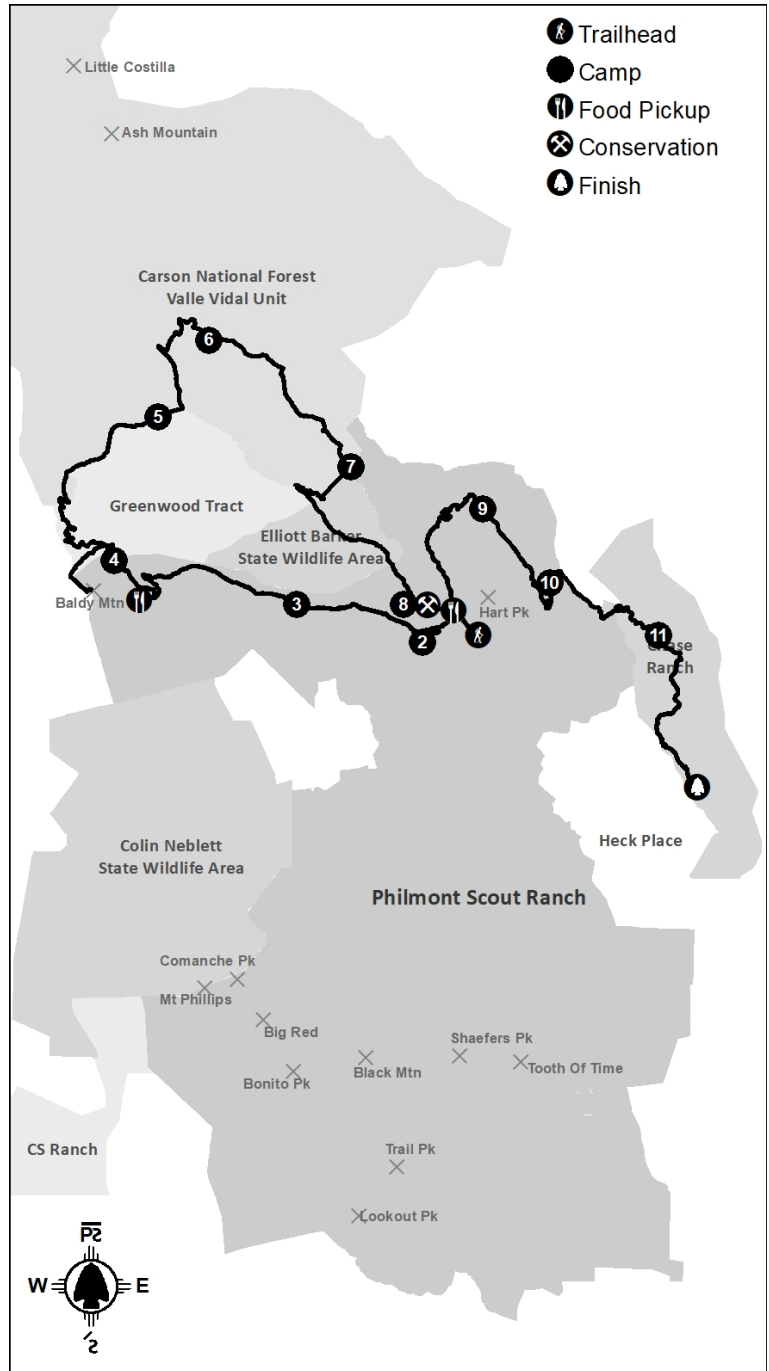 Little Costilla
Ash Mountain
Trailhead
Camp
Food Pickup
Conservation
Finish
Carson National Forest
Valle Vidal Unit
6
5
7
Greenwood Tract
9
Elliott Barker
State Wildlife Area
4
Baldy Mtn
3
8
2
Hart Pk
10
11
Chase
Ranch
Heck Place
Colin Neblett
State Wildlife Area
Philmont Scout Ranch
Comanche Pk
Mt Phillips
Big Red
Bonito Pk
Black Mtn
Shaefers Pk
Tooth Of Time
CS Ranch
Trail Pk
Lookout Pk
W
E